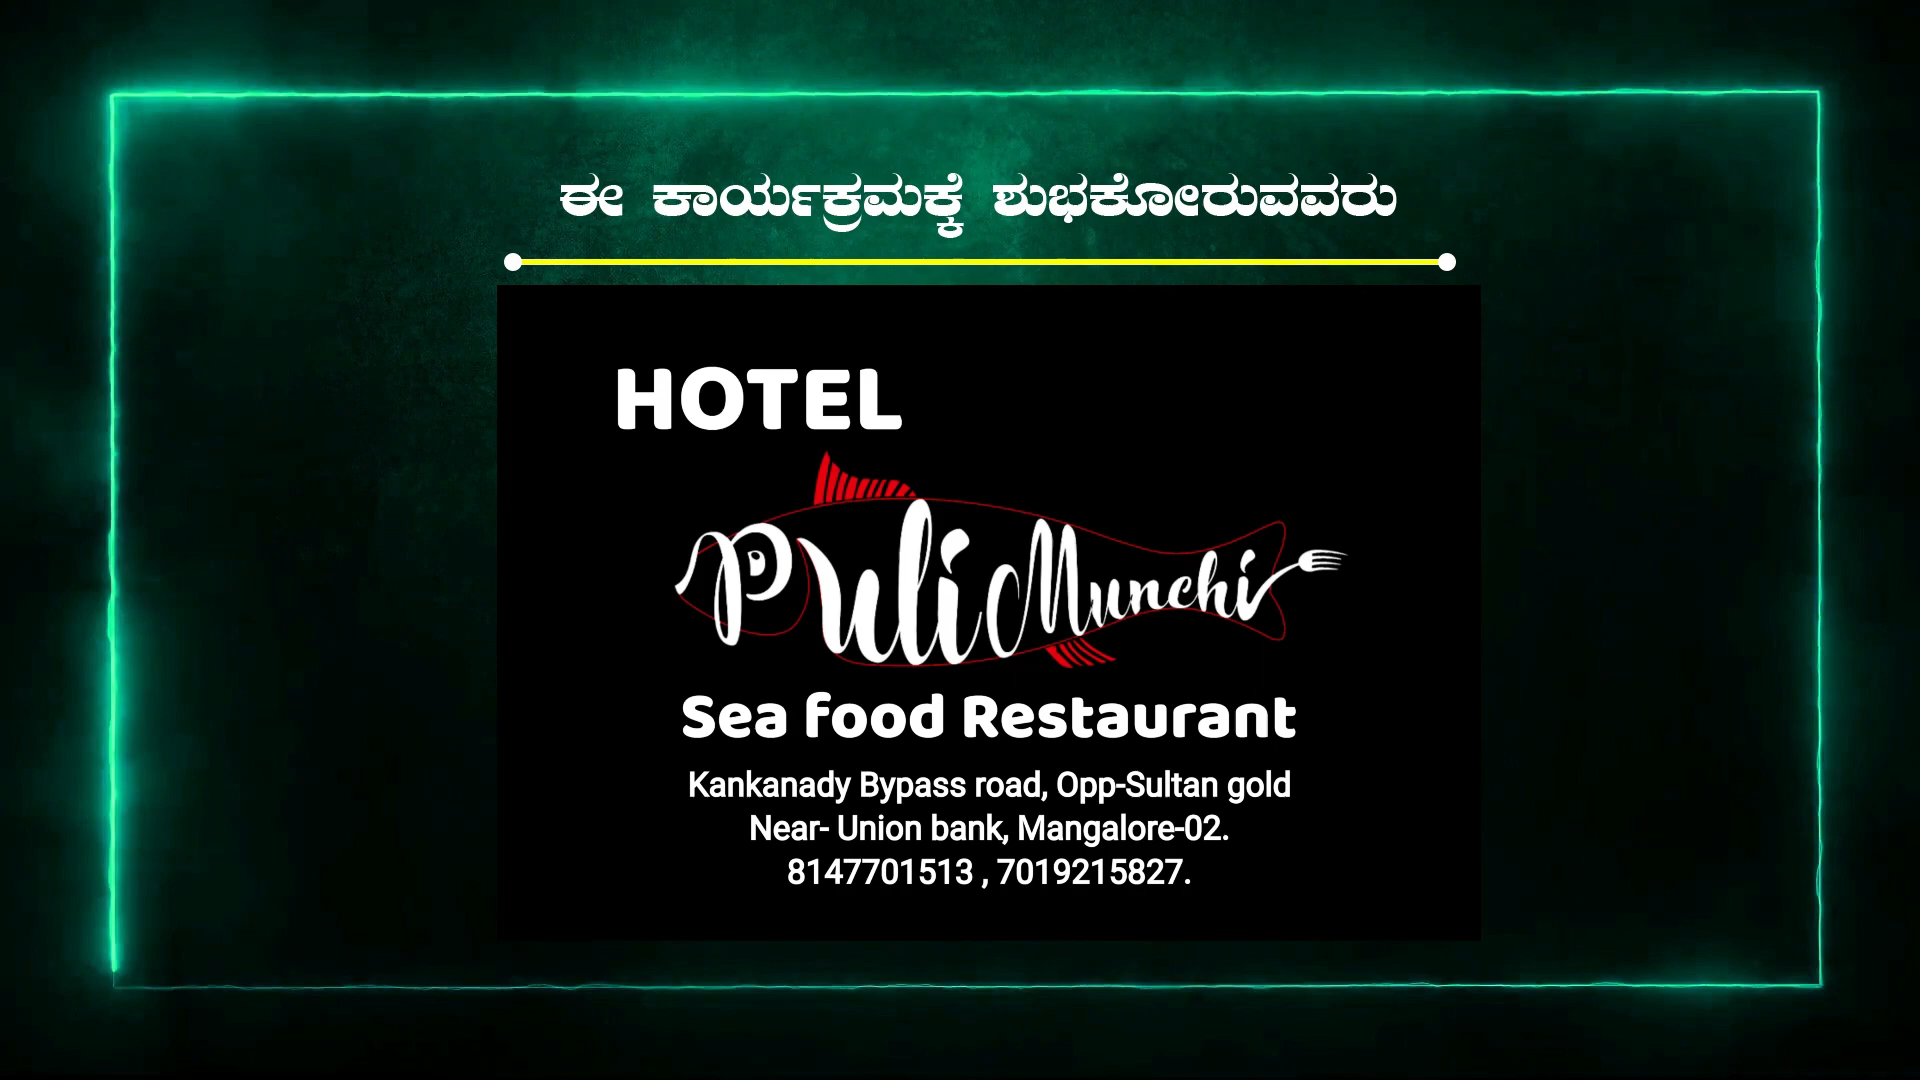 ಈ ಕಾರ್ಯಕ್ರಮಕ್ಕೆ ಶುಭಕೋರುವವರು
HOTEL
Puli Munchi
Sea food Restaurant
Kankanady Bypass road, Opp-Sultan gold
Near- Union bank, Mangalore-02.
8147701513 , 7019215827.